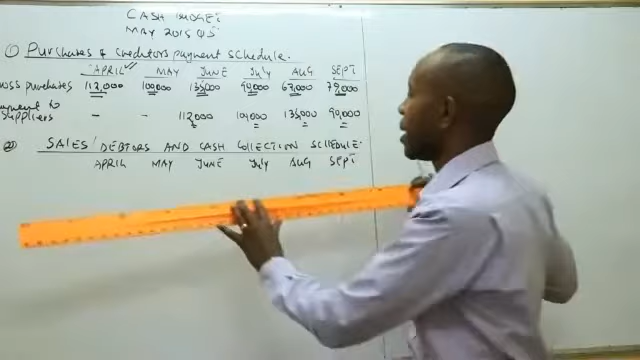 CASH BUDGET
MAY 2015 Q5
① Purchases & Creditors payment schedule.
APRIL MAY JUNE July AUG SEPT
oss purchases 112,000 100,000 135,000 90,000 67,000 79,000
ayment to
Suppliers - - 112,000 100,000 135,000 90,000
② SALES/DEBTORS AND CASH COLLECTION SCHEDULE.
APRIL MAY JUNE July AUG SEPT